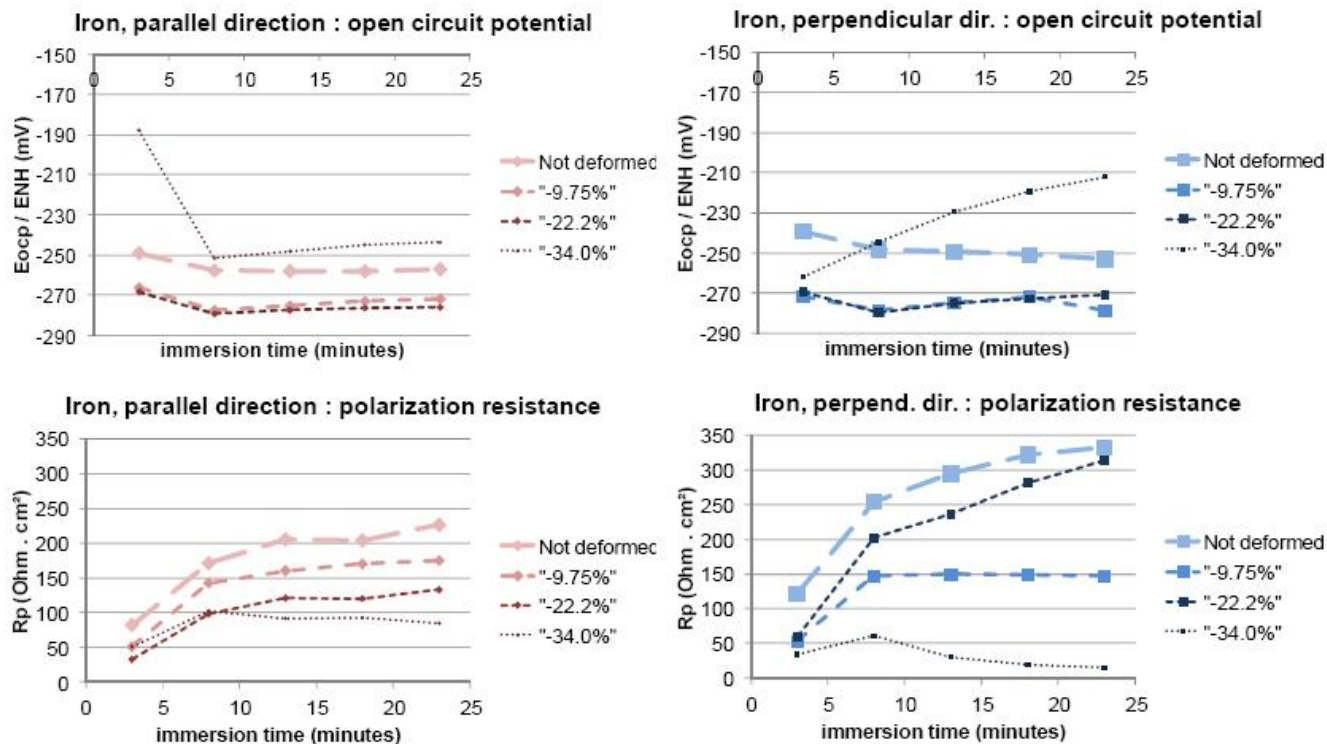 Iron, parallel direction : open circuit potential
-150
-170
-190
-210
-230
-250
-270
-290
0 5 10 15 20 25
Eocp / ENH (mV)
immersion time (minutes)
Not deformed
"-9.75%"
"-22.2%"
"-34.0%"
Iron, perpendicular dir. : open circuit potential
-150
-170
-190
-210
-230
-250
-270
-290
0 5 10 15 20 25
Eocp / ENH (mV)
immersion time (minutes)
Not deformed
"-9.75%"
"-22.2%"
"-34.0%"
Iron, parallel direction : polarization resistance
350
300
250
200
150
100
50
0
0 5 10 15 20 25
Rp (Ohm . cm²)
immersion time (minutes)
Not deformed
"-9.75%"
"-22.2%"
"-34.0%"
Iron, perpend. dir. : polarization resistance
350
300
250
200
150
100
50
0
0 5 10 15 20 25
Rp (Ohm . cm²)
immersion time (minutes)
Not deformed
"-9.75%"
"-22.2%"
"-34.0%"